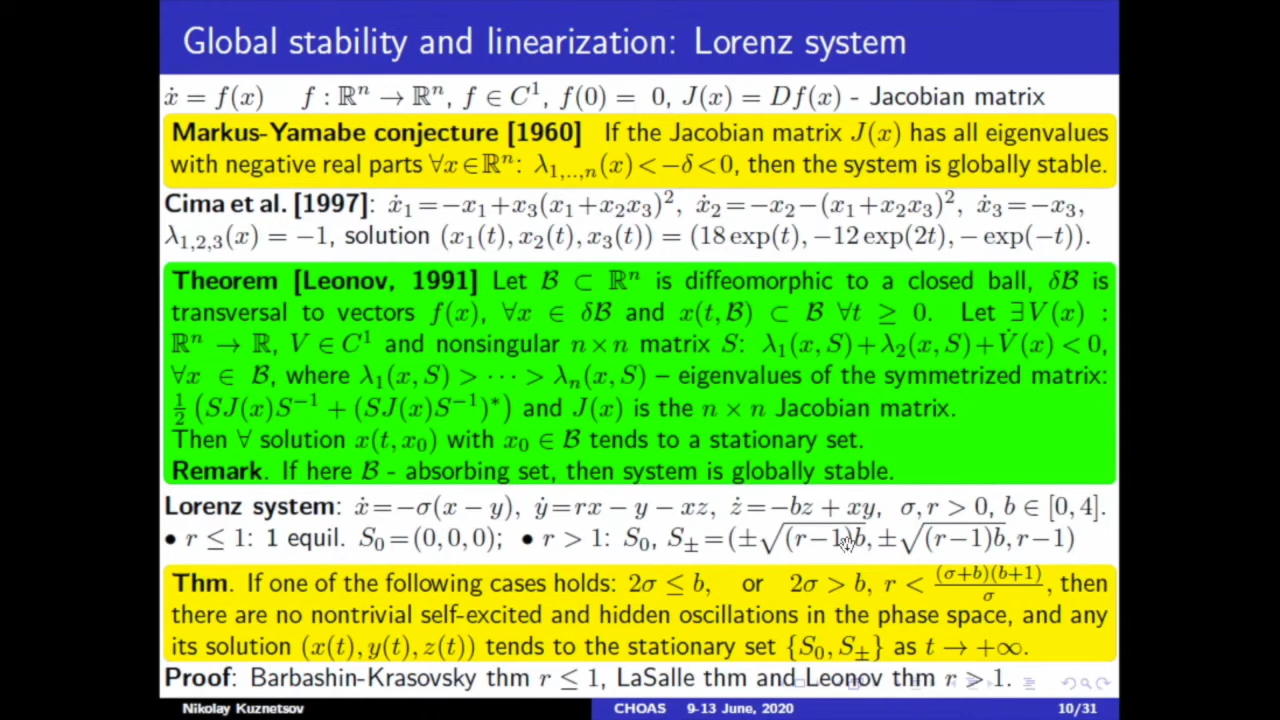 Global stability and linearization: Lorenz system
ẋ = f(x)   f : ℝⁿ → ℝⁿ, f ∈ C¹, f(0) = 0, J(x) = Df(x) - Jacobian matrix
Markus-Yamabe conjecture [1960] If the Jacobian matrix J(x) has all eigenvalues
with negative real parts ∀x∈ℝⁿ: λ₁,..,ₙ(x)<−δ<0, then the system is globally stable.
Cima et al. [1997]: ẋ₁=−x₁+x₃(x₁+x₂x₃)², ẋ₂=−x₂−(x₁+x₂x₃)², ẋ₃=−x₃,
λ₁,₂,₃(x) = −1, solution (x₁(t), x₂(t), x₃(t)) = (18 exp(t), −12 exp(2t), − exp(−t)).
Theorem [Leonov, 1991] Let ℬ ⊂ ℝⁿ is diffeomorphic to a closed ball, δℬ is
transversal to vectors f(x), ∀x ∈ δℬ and x(t, ℬ) ⊂ ℬ ∀t ≥ 0. Let ∃V(x) :
ℝⁿ → ℝ, V ∈ C¹ and nonsingular n×n matrix S: λ₁(x, S)+λ₂(x, S)+V̇(x) < 0,
∀x ∈ ℬ, where λ₁(x, S) > ··· > λₙ(x, S) – eigenvalues of the symmetrized matrix:
½ (SJ(x)S⁻¹ + (SJ(x)S⁻¹)*) and J(x) is the n × n Jacobian matrix.
Then ∀ solution x(t, x₀) with x₀ ∈ ℬ tends to a stationary set.
Remark. If here ℬ - absorbing set, then system is globally stable.
Lorenz system: ẋ=−σ(x − y), ẏ=rx − y − xz, ż=−bz + xy, σ, r > 0, b ∈ [0, 4].
• r ≤ 1: 1 equil. S₀=(0, 0, 0); • r > 1: S₀, S±=(±√(r−1)b, ±√(r−1)b, r−1)
Thm. If one of the following cases holds: 2σ ≤ b, or 2σ > b, r < (σ+b)(b+1)/σ, then
there are no nontrivial self-excited and hidden oscillations in the phase space, and any
its solution (x(t), y(t), z(t)) tends to the stationary set {S₀, S±} as t → +∞.
Proof: Barbashin-Krasovsky thm r ≤ 1, LaSalle thm and Leonov thm r > 1.
Nikolay Kuznetsov CHOAS 9-13 June, 2020 10/31